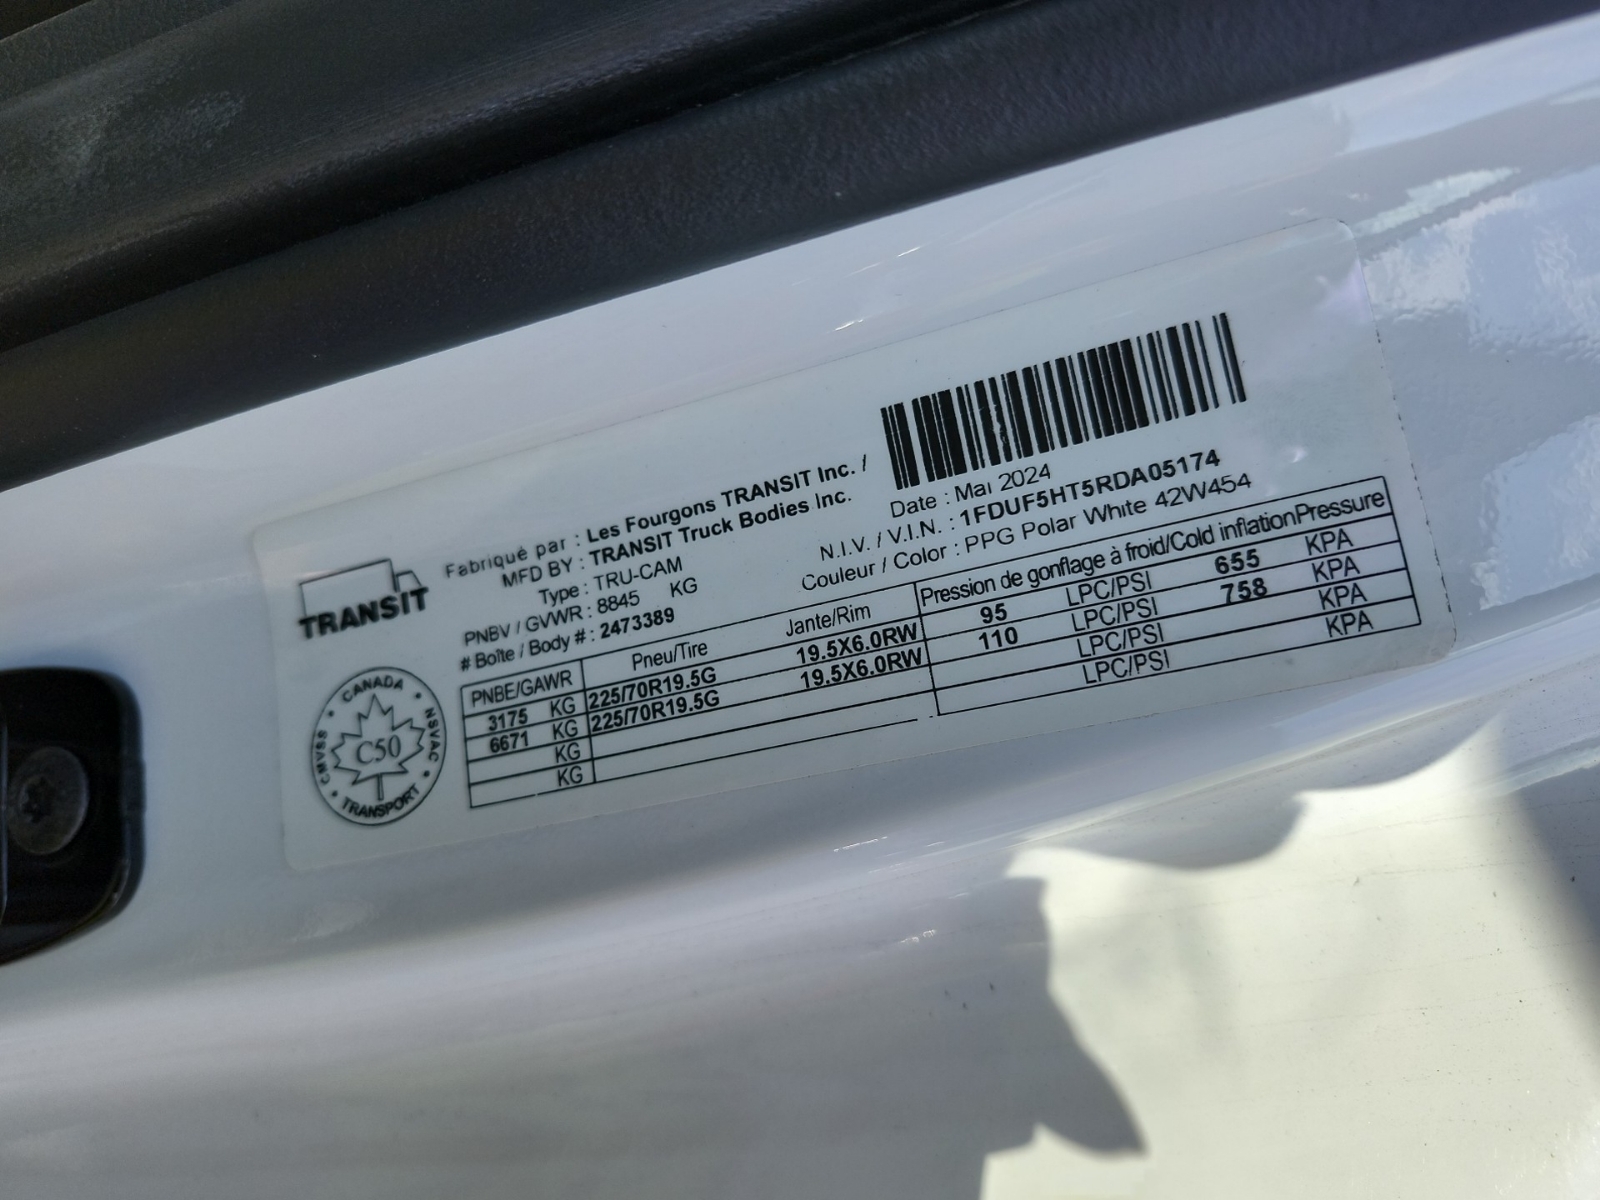 TRANSIT
Fabriqué par : Les Fourgons TRANSIT Inc. /
MFD BY : TRANSIT Truck Bodies Inc.
Type : TRU-CAM
PNBV / GVWR : 8845 KG
# Boîte / Body # : 2473389
Date : Mai 2024
N.I.V. / V.I.N. : 1FDUF5HT5RDA05174
Couleur / Color : PPG Polar White 42W454
PNBE/GAWR Pneu/Tire Jante/Rim Pression de gonflage à froid/Cold inflationPressure
3175 KG 225/70R19.5G 19.5X6.0RW 95 LPC/PSI 655 KPA
6671 KG 225/70R19.5G 19.5X6.0RW 110 LPC/PSI 758 KPA
KG LPC/PSI KPA
KG LPC/PSI KPA
CANADA
CMVSS C50 NSVAC
TRANSPORT